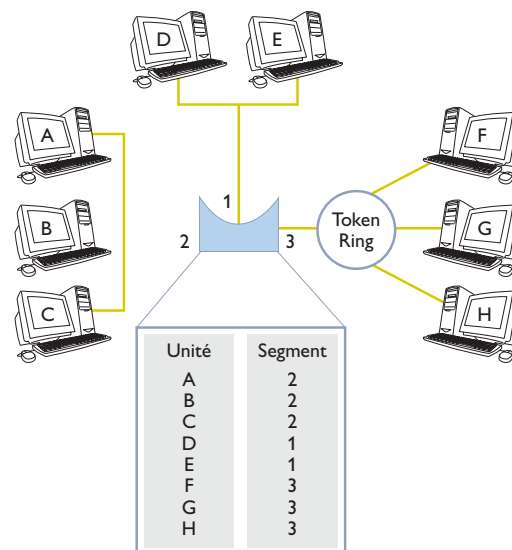 D E
A
B
C
F
G
H
1
2
3
Token
Ring
Unité Segment
A 2
B 2
C 2
D 1
E 1
F 3
G 3
H 3